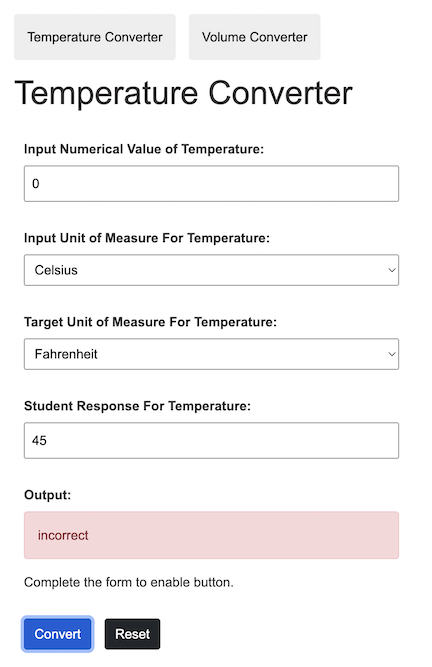 Temperature Converter Volume Converter
Temperature Converter
Input Numerical Value of Temperature:
0
Input Unit of Measure For Temperature:
Celsius
Target Unit of Measure For Temperature:
Fahrenheit
Student Response For Temperature:
45
Output:
incorrect
Complete the form to enable button.
Convert Reset